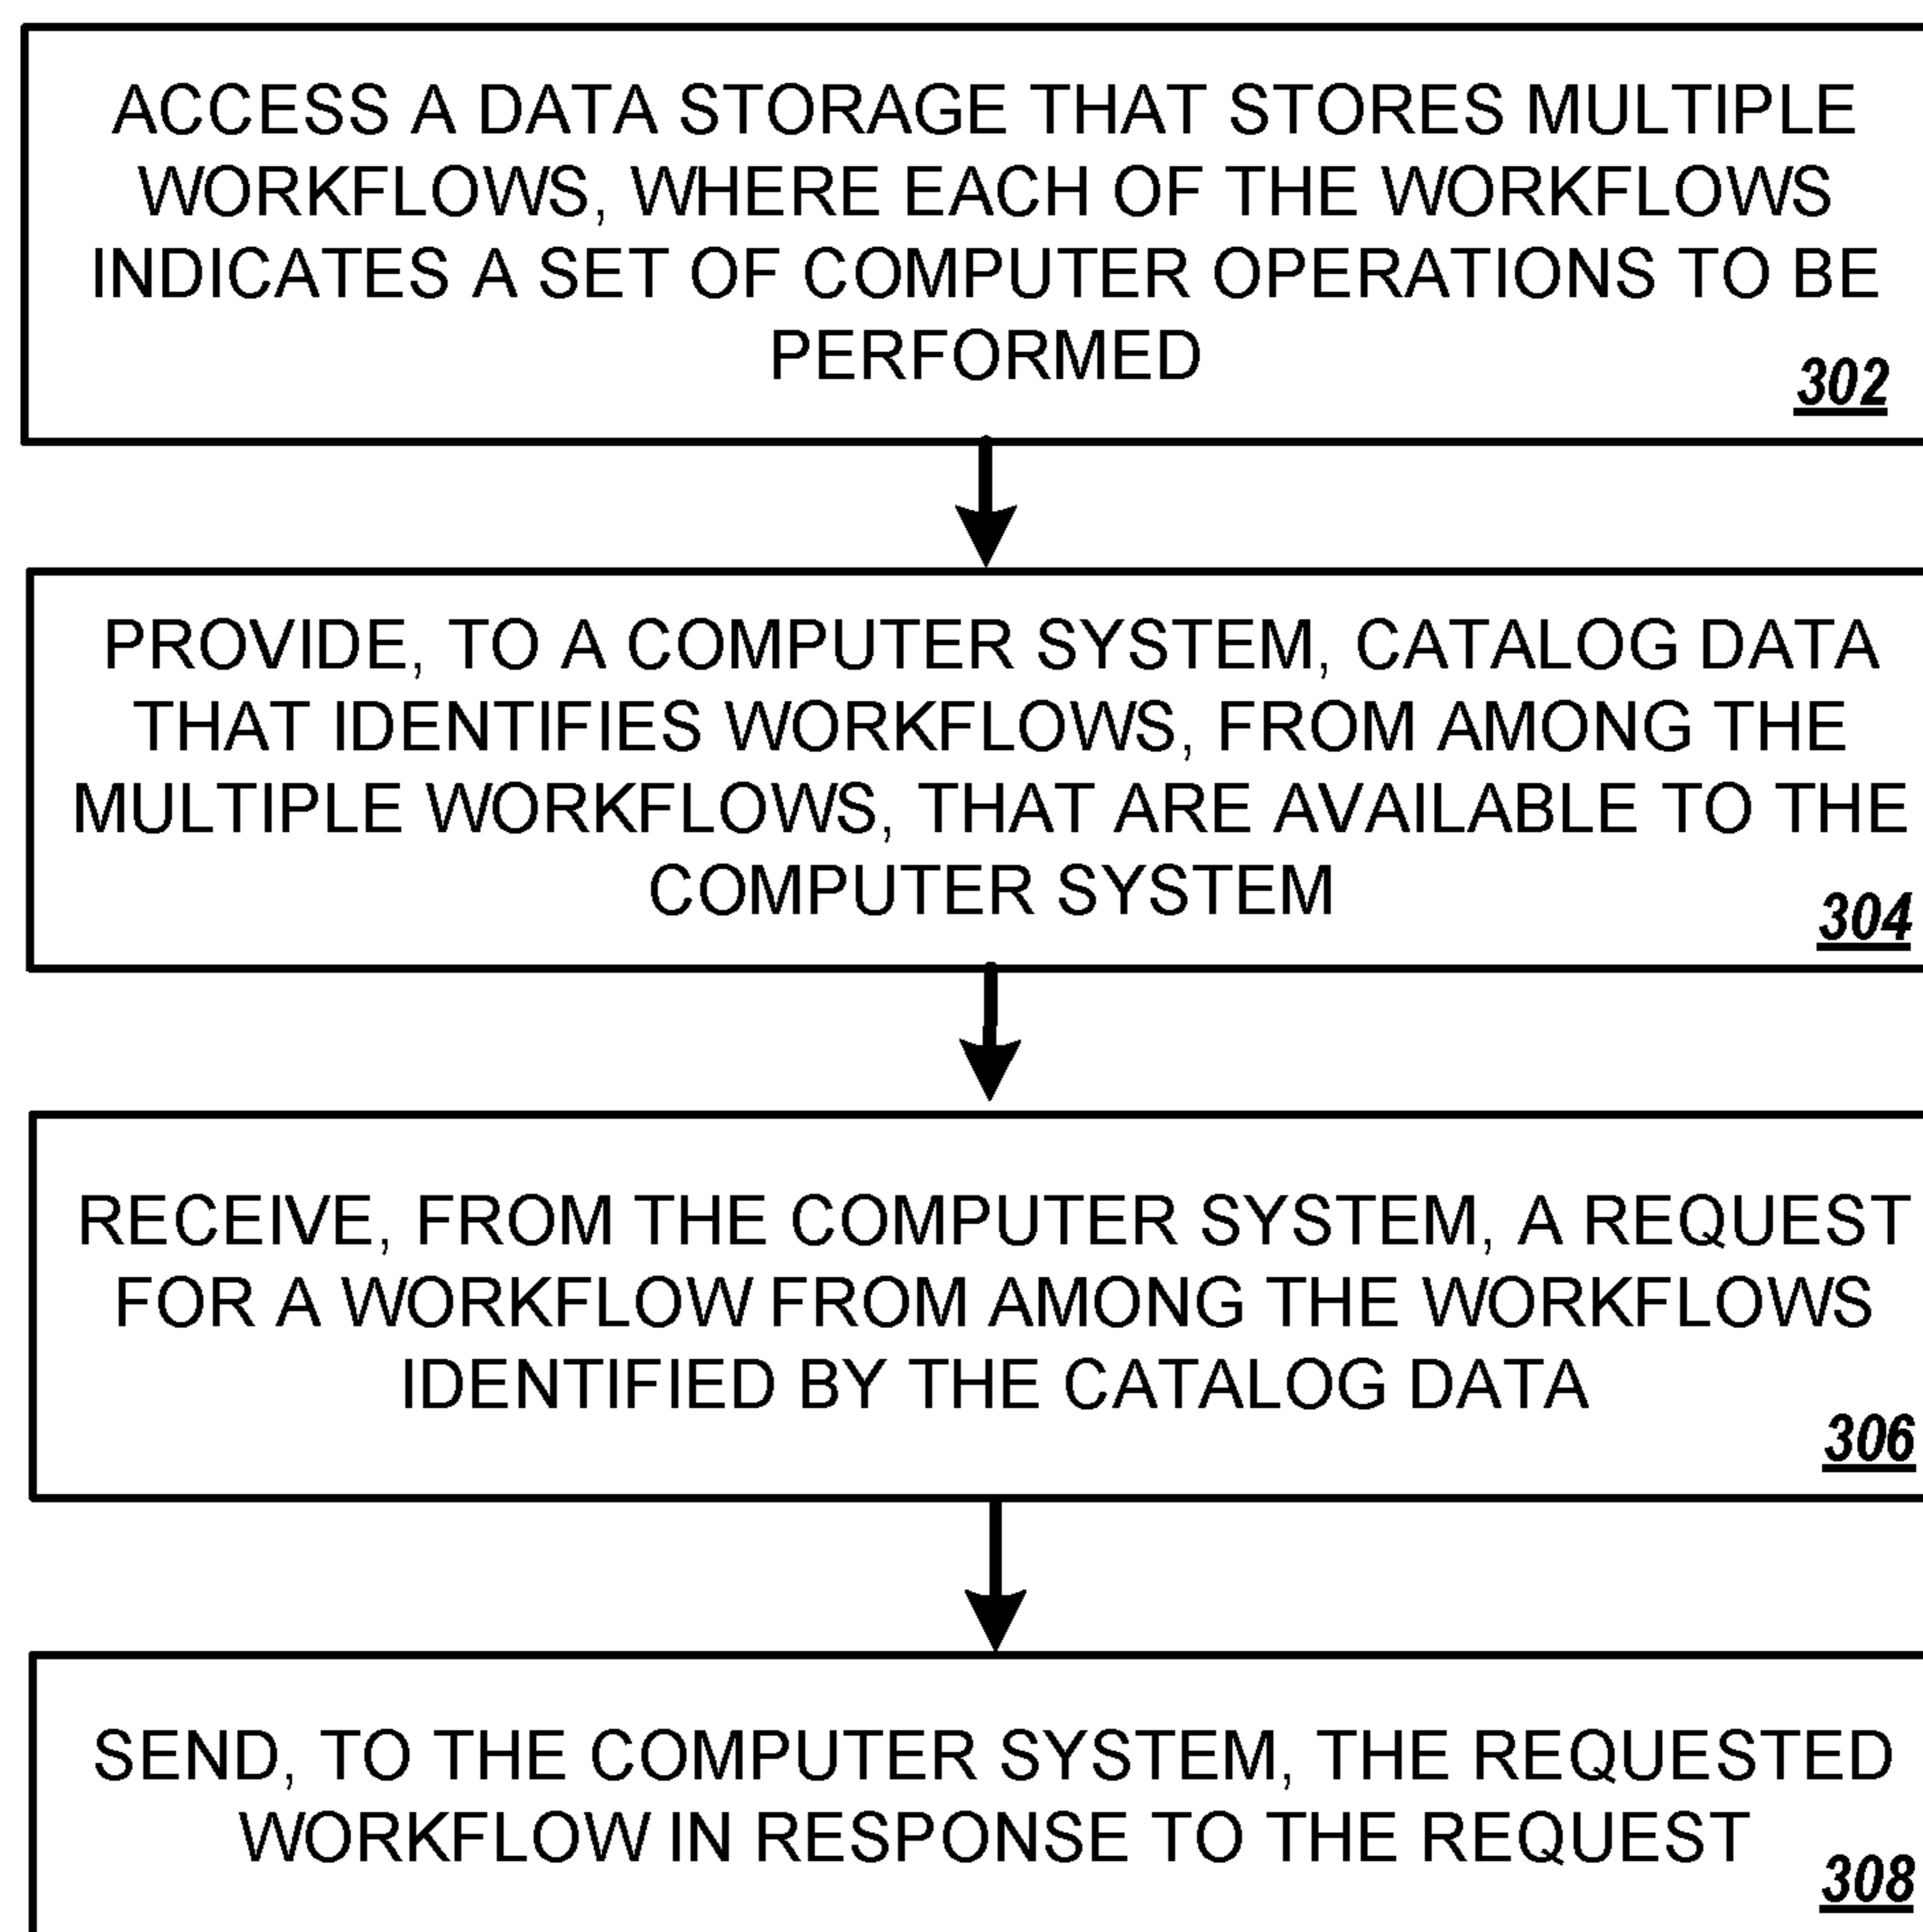 ACCESS A DATA STORAGE THAT STORES MULTIPLE
WORKFLOWS, WHERE EACH OF THE WORKFLOWS
INDICATES A SET OF COMPUTER OPERATIONS TO BE
PERFORMED
302
PROVIDE, TO A COMPUTER SYSTEM, CATALOG DATA
THAT IDENTIFIES WORKFLOWS, FROM AMONG THE
MULTIPLE WORKFLOWS, THAT ARE AVAILABLE TO THE
COMPUTER SYSTEM
304
RECEIVE, FROM THE COMPUTER SYSTEM, A REQUEST
FOR A WORKFLOW FROM AMONG THE WORKFLOWS
IDENTIFIED BY THE CATALOG DATA
306
SEND, TO THE COMPUTER SYSTEM, THE REQUESTED
WORKFLOW IN RESPONSE TO THE REQUEST
308